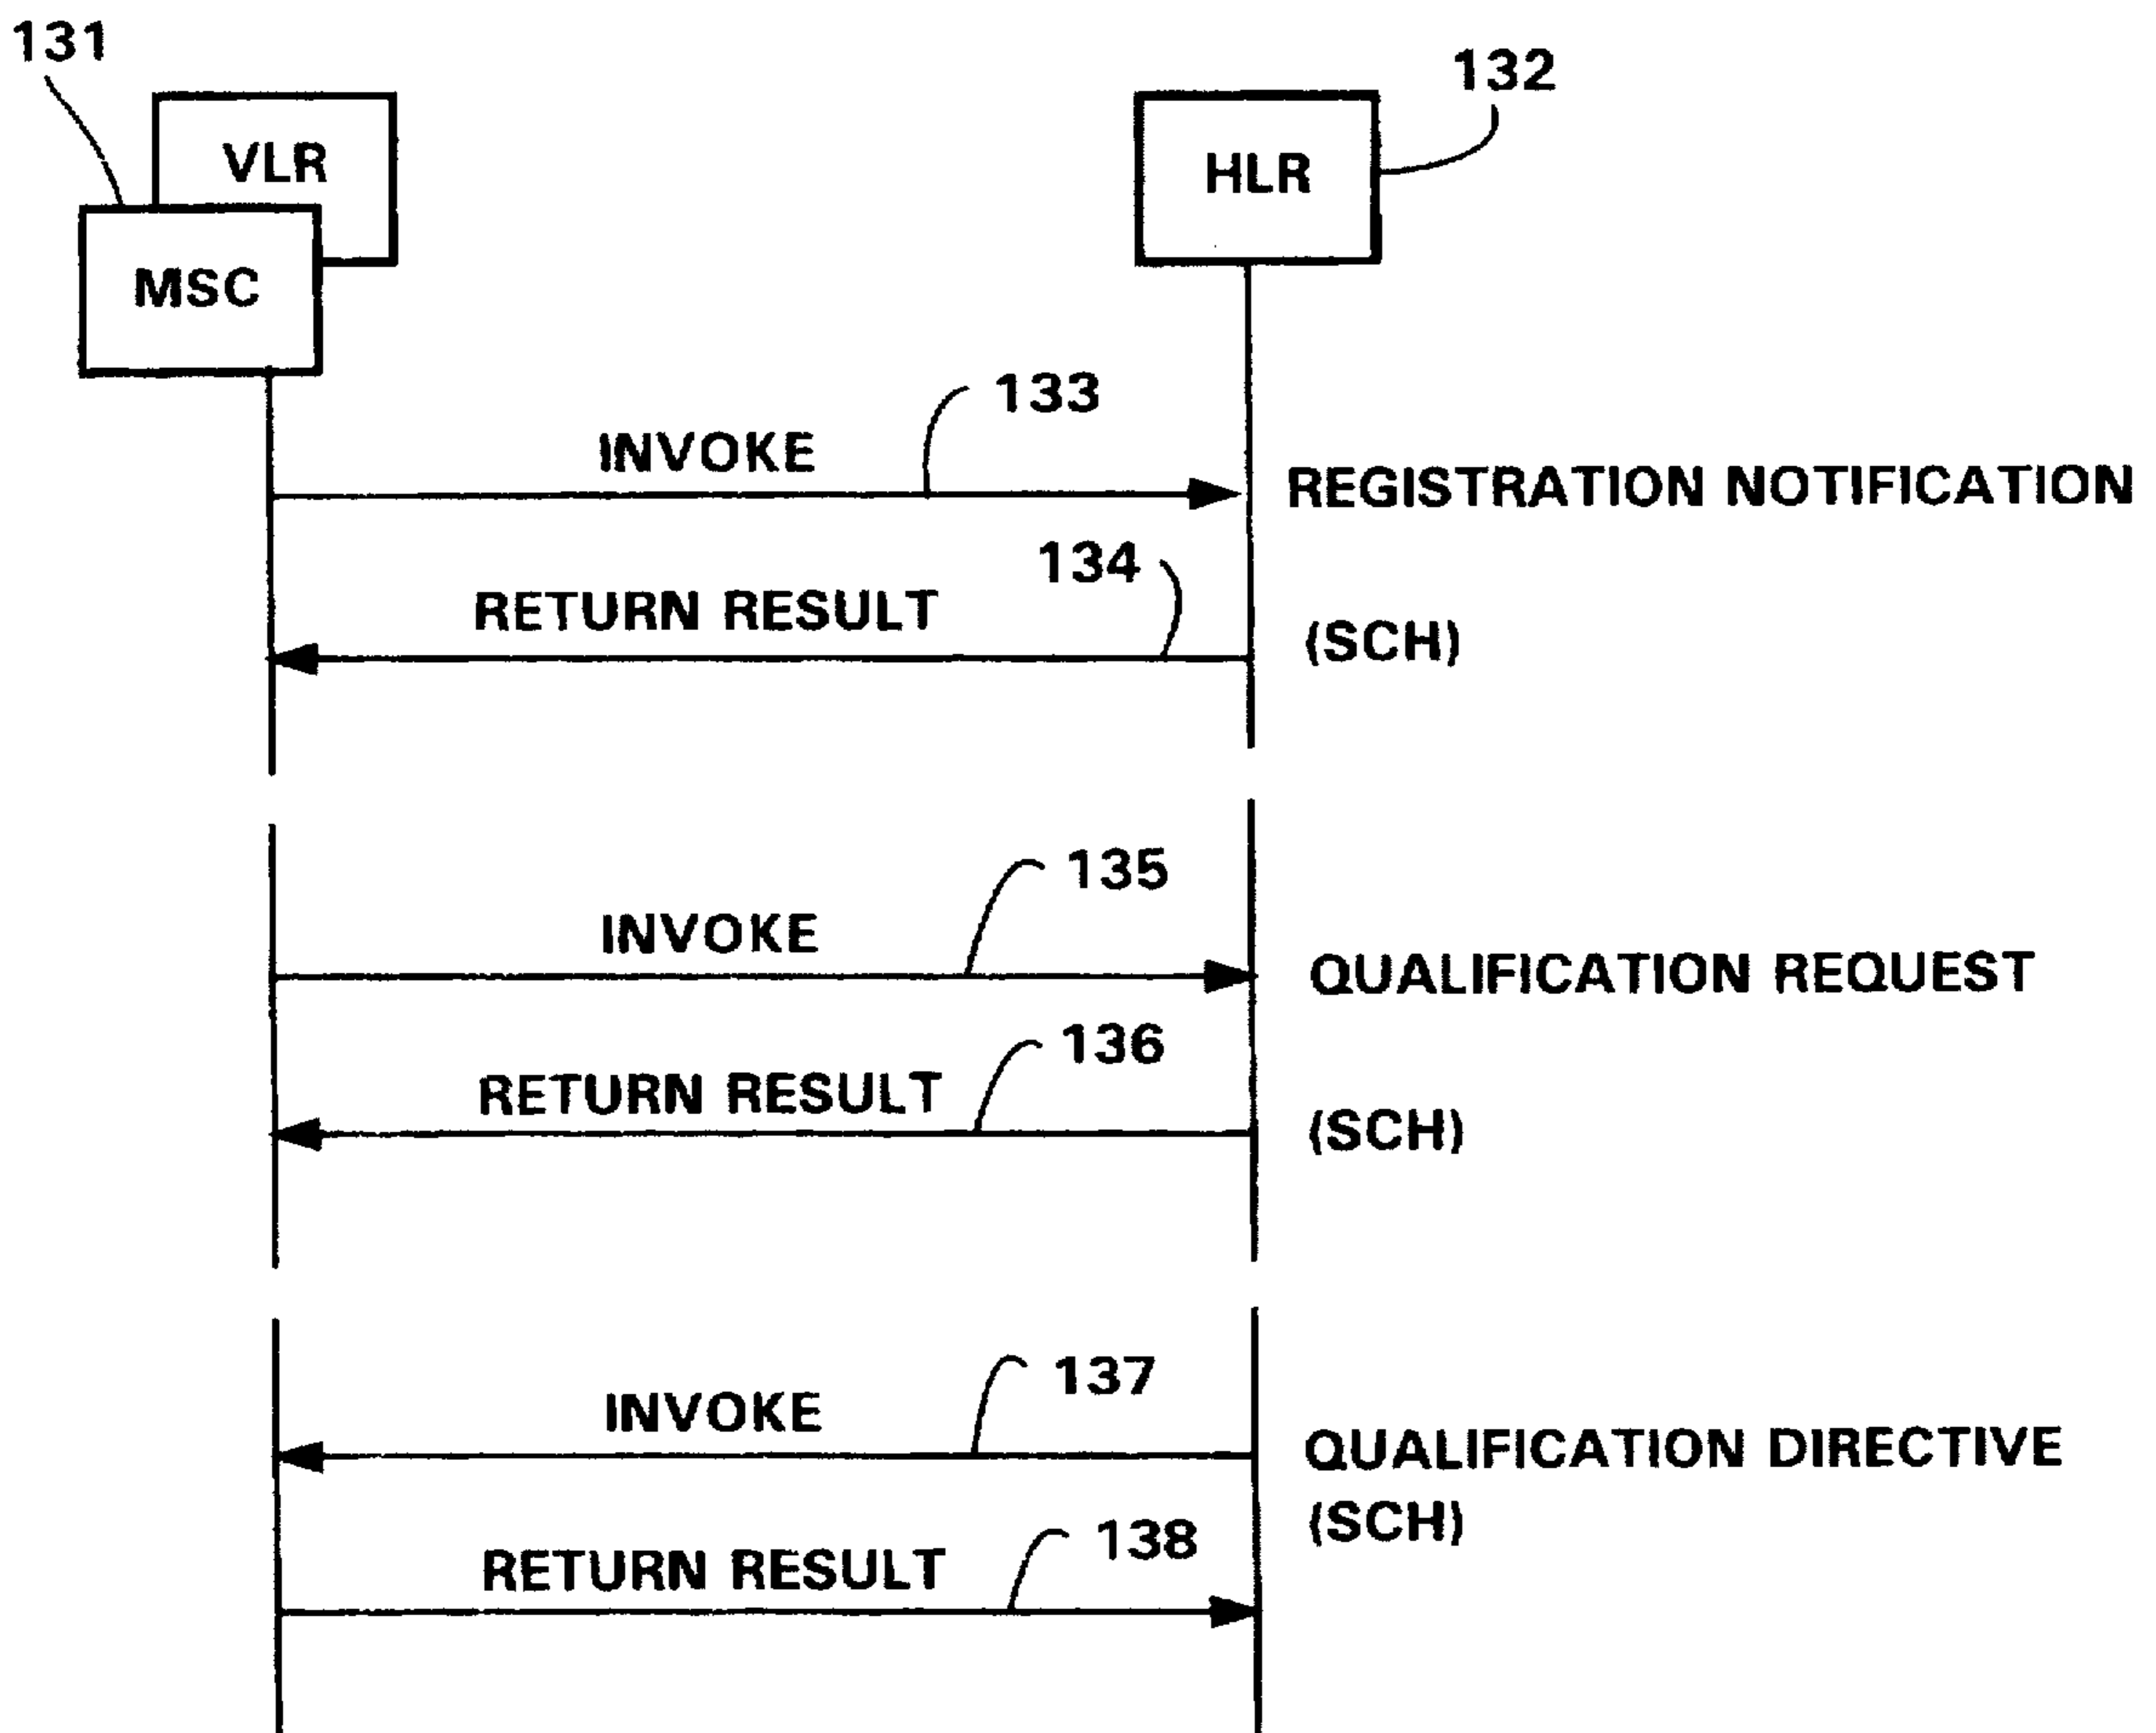 131
132
VLR
HLR
MSC
133
INVOKE
REGISTRATION NOTIFICATION
134
RETURN RESULT
(SCH)
135
INVOKE
QUALIFICATION REQUEST
136
RETURN RESULT
(SCH)
137
INVOKE
QUALIFICATION DIRECTIVE
(SCH)
138
RETURN RESULT